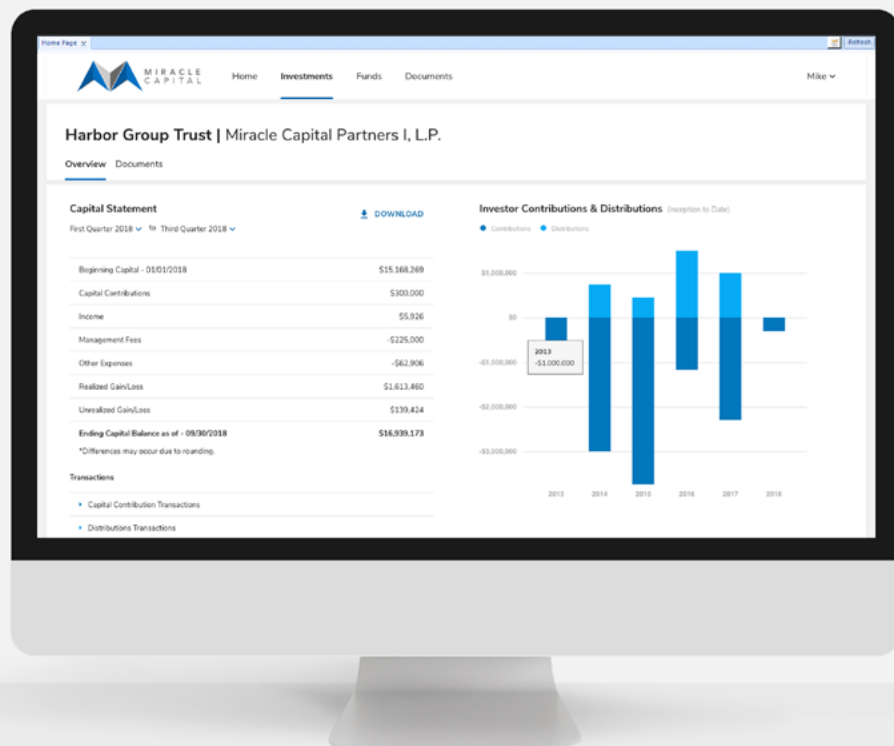 Home Page
Refresh
MIRACLE
CAPITAL
Home
Investments
Funds
Documents
Mike
Harbor Group Trust | Miracle Capital Partners I, L.P.
Overview Documents
Capital Statement
DOWNLOAD
First Quarter 2018 to Third Quarter 2018
Beginning Capital - 01/01/2018 $15,168,269
Capital Contributions $300,000
Income $5,926
Management Fees -$225,000
Other Expenses -$62,906
Realized Gain/Loss $1,613,460
Unrealized Gain/Loss $139,424
Ending Capital Balance as of - 09/30/2018 $16,939,173
*Differences may occur due to rounding.
Transactions
Capital Contribution Transactions
Distributions Transactions
Investor Contributions & Distributions (Inception to Date)
Contributions Distributions
$1,000,000
$0
-$1,000,000
-$2,000,000
-$3,000,000
2013
-$1,000,000
2013 2014 2015 2016 2017 2018